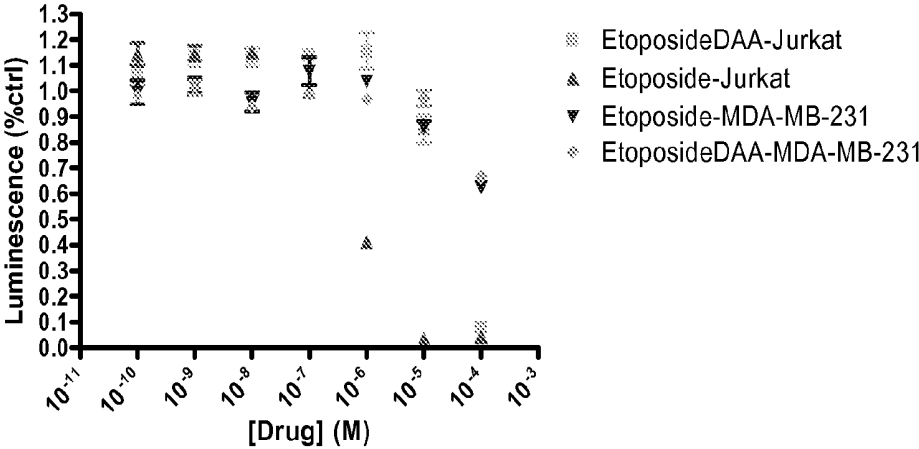 1.3
1.2
1.1
1.0
0.9
0.8
0.7
0.6
0.5
0.4
0.3
0.2
0.1
0.0
Luminescence (%ctrl)
10⁻¹¹ 10⁻¹⁰ 10⁻⁹ 10⁻⁸ 10⁻⁷ 10⁻⁶ 10⁻⁵ 10⁻⁴ 10⁻³
[Drug] (M)
EtoposideDAA-Jurkat
Etoposide-Jurkat
Etoposide-MDA-MB-231
EtoposideDAA-MDA-MB-231